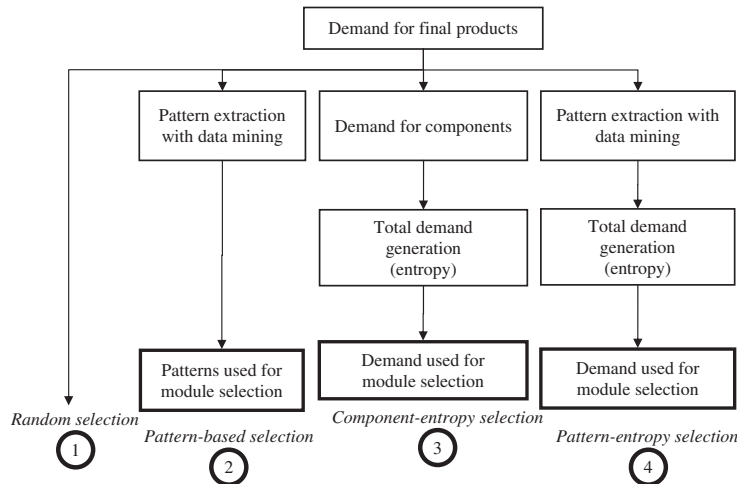 Demand for final products
Pattern extraction
with data mining
Demand for components
Pattern extraction with
data mining
Total demand
generation
(entropy)
Total demand
generation
(entropy)
Patterns used for
module selection
Demand used for
module selection
Demand used for
module selection
Random selection
1
Pattern-based selection
2
Component-entropy selection
3
Pattern-entropy selection
4